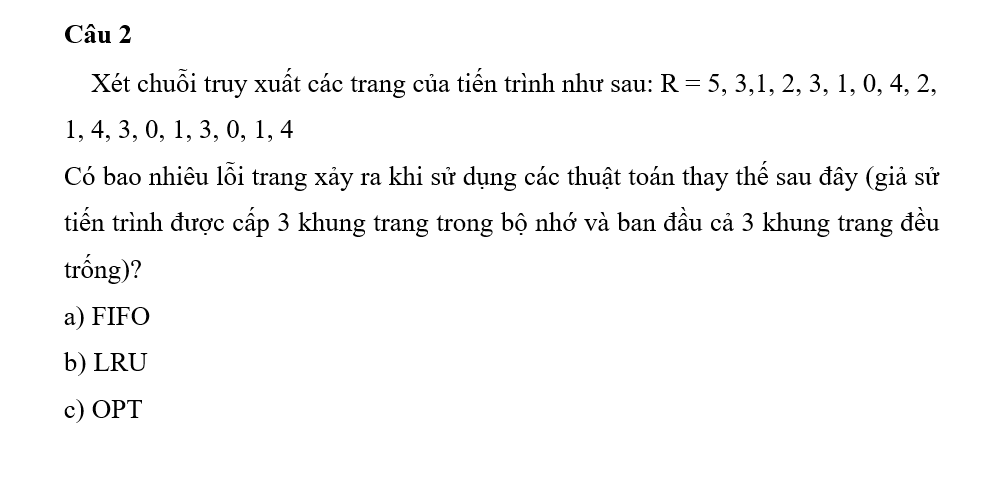 Câu 2
Xét chuỗi truy xuất các trang của tiến trình như sau: R = 5, 3,1, 2, 3, 1, 0, 4, 2,
1, 4, 3, 0, 1, 3, 0, 1, 4
Có bao nhiêu lỗi trang xảy ra khi sử dụng các thuật toán thay thế sau đây (giả sử
tiến trình được cấp 3 khung trang trong bộ nhớ và ban đầu cả 3 khung trang đều
trống)?
a) FIFO
b) LRU
c) OPT